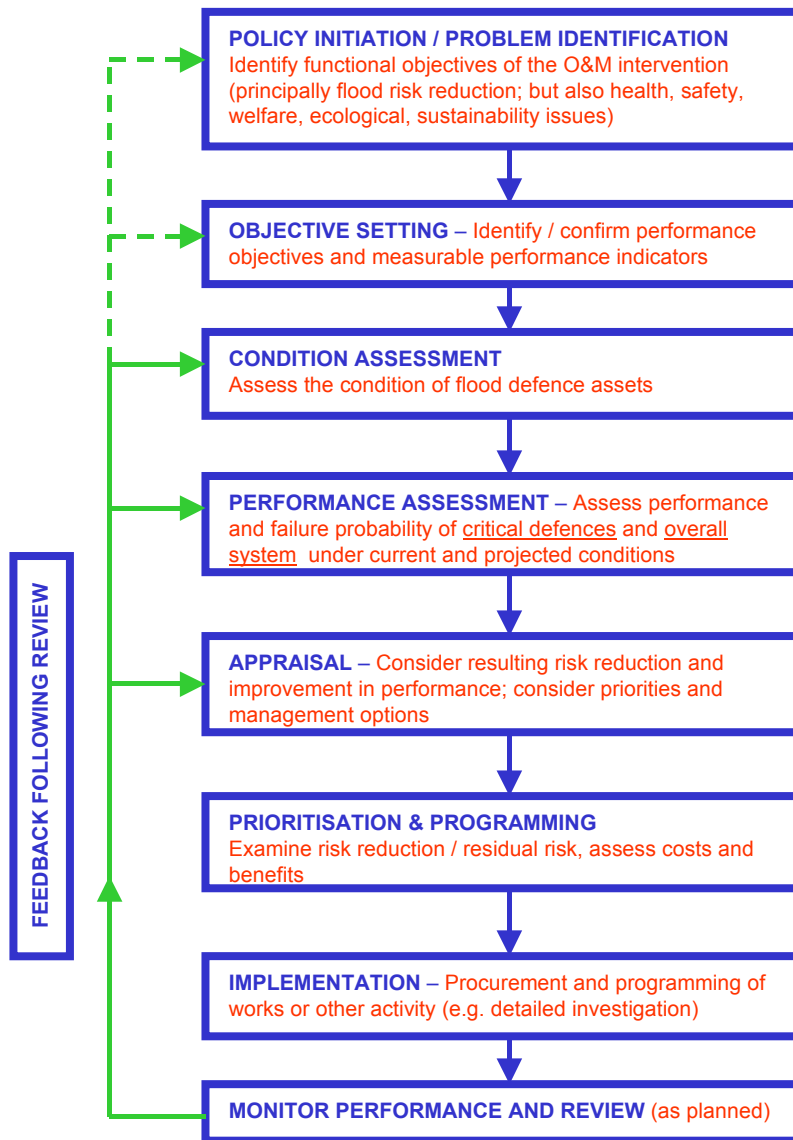 POLICY INITIATION / PROBLEM IDENTIFICATION
Identify functional objectives of the O&M intervention
(principally flood risk reduction; but also health, safety,
welfare, ecological, sustainability issues)
OBJECTIVE SETTING – Identify / confirm performance
objectives and measurable performance indicators
CONDITION ASSESSMENT
Assess the condition of flood defence assets
PERFORMANCE ASSESSMENT – Assess performance
and failure probability of critical defences and overall
system under current and projected conditions
APPRAISAL – Consider resulting risk reduction and
improvement in performance; consider priorities and
management options
PRIORITISATION & PROGRAMMING
Examine risk reduction / residual risk, assess costs and
benefits
IMPLEMENTATION – Procurement and programming of
works or other activity (e.g. detailed investigation)
MONITOR PERFORMANCE AND REVIEW (as planned)
FEEDBACK FOLLOWING REVIEW